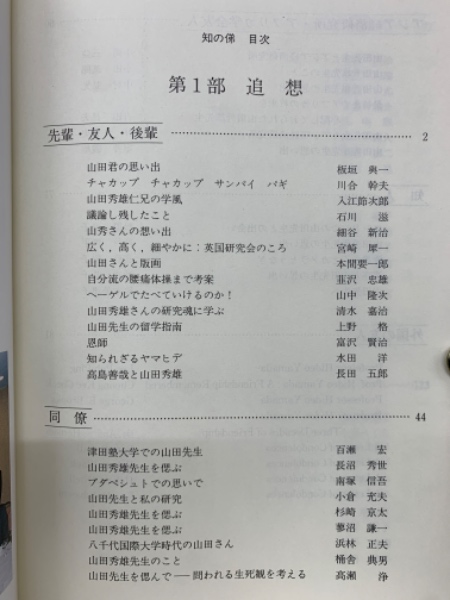 知の俤 目次
第1部 追想
先輩・友人・後輩 …… 2
山田君の思い出 板垣 與一
チャカップ チャカップ サンバイ パギ 川合 幹夫
山田秀雄仁兄の学風 入江節次郎
議論し残したこと 石川 滋
山秀さんの想い出 細谷 新治
広く，高く，細やかに：英国研究会のころ 宮崎 犀一
山田さんと版画 本間要一郎
自分流の腰痛体操まで考案 韮沢 忠雄
ヘーゲルでたべていけるのか！ 山中 隆次
山田秀雄さんの研究魂に学ぶ 清水 嘉治
山田先生の留学指南 上野 格
恩師 富沢 賢治
知られざるヤマヒデ 水田 洋
高島善哉と山田秀雄 長田 五郎
同僚 …… 44
津田塾大学での山田先生 百瀬 宏
山田秀雄先生を偲ぶ 長沼 秀世
ブダペシュトでの思いで 南塚 信吾
山田先生と私の研究 小倉 充夫
山田秀雄先生を偲ぶ 杉崎 京太
山田秀雄先生を偲ぶ 蓼沼 謙一
八千代国際大学時代の山田さん 浜林 正夫
山田秀雄先生のこと 桶舎 典男
山田先生を偲んで―問われる生死観を考える 高瀬 浄